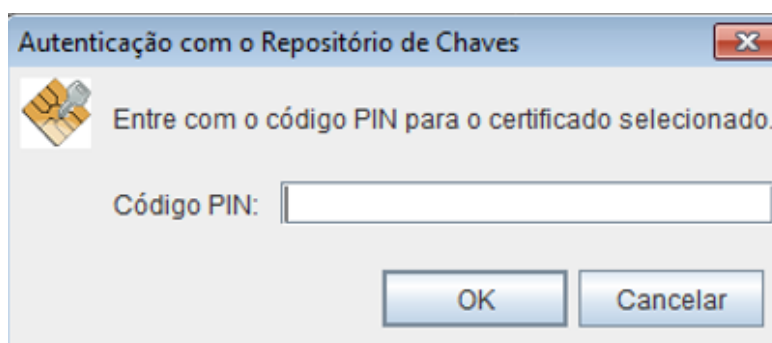 Autenticação com o Repositório de Chaves
Entre com o código PIN para o certificado selecionado.
Código PIN:
OK Cancelar